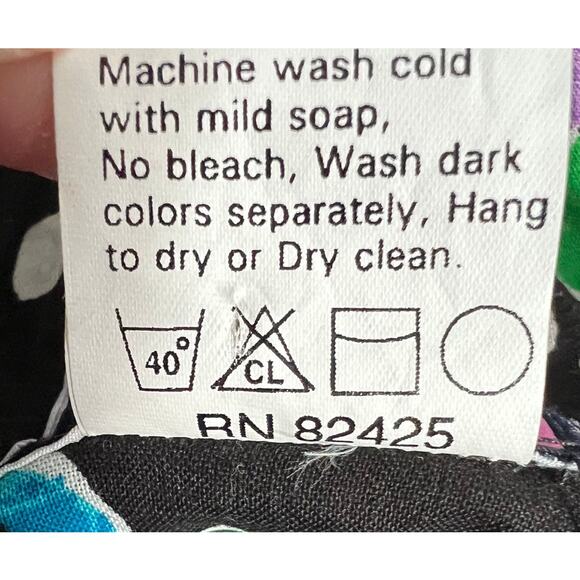 Machine wash cold
with mild soap,
No bleach, Wash dark
colors separately, Hang
to dry or Dry clean.
40° CL
RN 82425